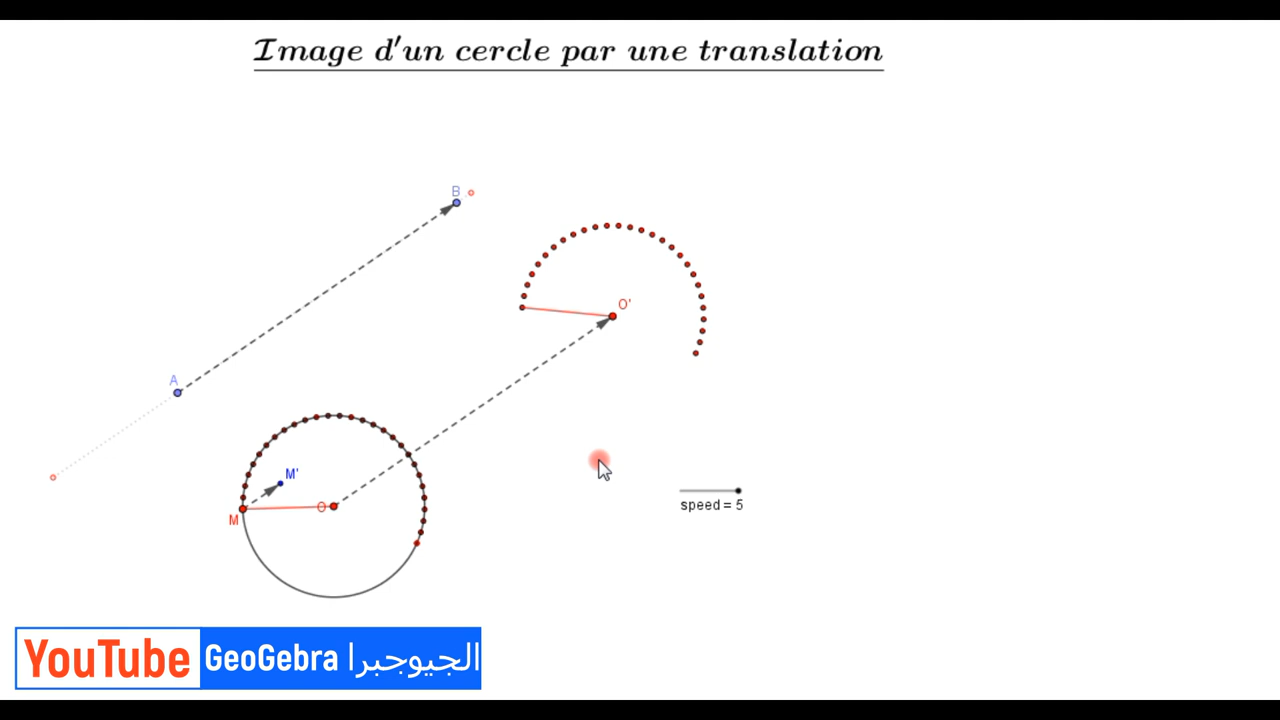 Image d'un cercle par une translation
B
O'
A
M'
O
M
speed = 5
YouTube GeoGebra الجيوجبرا